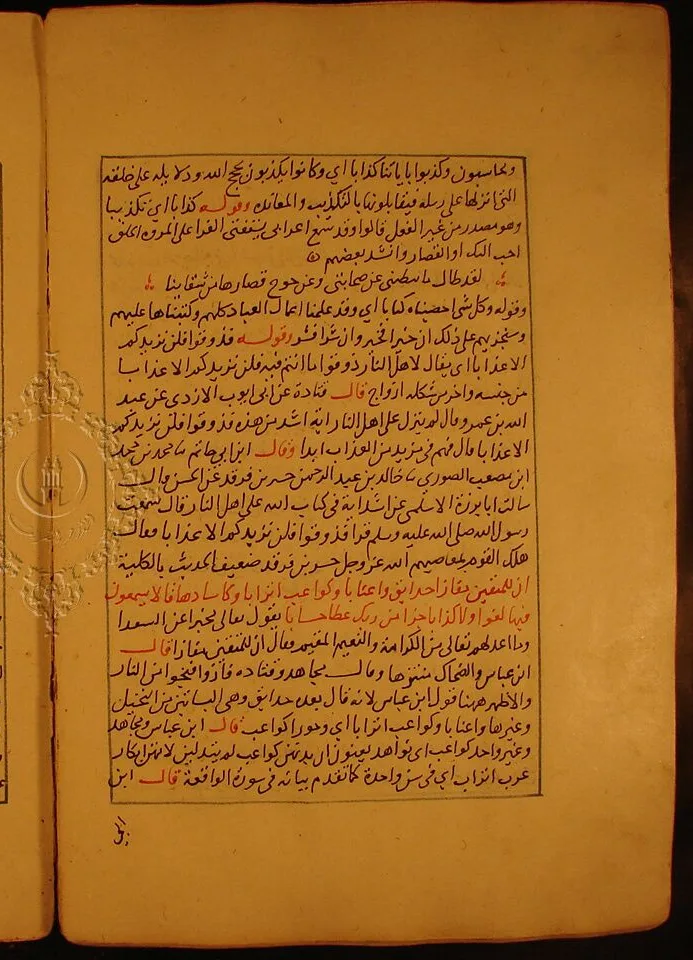 ويحاسبون وكذبوا باياتنا كذابا اي وكانوا يكذبون بحجج الله ودلايله على خلقه
التي انزلها على رسله فيقابلونها بالتكذيب والمعانده وقوله كذابا اي تكذيبا
وهو مصدر من غير الفعل قالوا وقد سمع اعرابي يستفتي الفرا على المروة الحلق
احب اليك او القصار وانشد بعضهم
لقد طال ما ثبطتني عن صحابتي وعن حوج قصارها من شفاينا
وقوله وكل شي احصيناه كتابا اي وقد علمنا اعمال العباد كلهم وكتبناها عليهم
وسنجزيهم على ذلك ان خيرا فخير وان شرا فشر وقوله فذوقوا فلن نزيدكم
الا عذابا اي يقال لاهل النار ذوقوا ما انتم فيه فلن نزيدكم الا عذابا
من جنسه واخر من شكله ازواج قال قتادة عن ابي ايوب الازدي عن عبد
الله بن عمرو قال لم ينزل على اهل النار اية اشد من هذه فذوقوا فلن نزيدكم
الا عذابا قال فهم في مزيد من العذاب ابدا وقال ابن ابي حاتم سا محمد بن محمد
ابن مصعب الصوري سا خالد بن عبد الرحمن جسر بن فرقد عن الحسن قال
سالت ابا برزة الاسلمي عن اشد اية في كتاب الله على اهل النار قال سمعت
رسول الله صلى الله عليه وسلم قرا فذوقوا فلن نزيدكم الا عذابا وقال
هلك القوم بمعاصيهم الله عز وجل جسر بن فرقد ضعيف الحديث بالكلية
ان للمتقين مفازا حدايق واعنابا وكواعب اترابا وكاسا دهاقا لا يسمعون
فيها لغوا ولا كذابا جزا من ربك عطا حسابا يقول تعالى مخبرا عن السعدا
وما اعد لهم تعالى من الكرامة والنعيم المقيم فقال ان للمتقين مفازا قال
ابن عباس والضحاك متنزها وقال مجاهد وقتاده فازوا فنجوا من النار
والاظهر ههنا قول ابن عباس لانه قال بعده حدايق وهي البساتين من النخيل
وغيرها واعنابا وكواعب اترابا اي وحورا كواعب قال ابن عباس ومجاهد
وغير واحد كواعب اي نواهد يعنون ان ثديهن كواعب لم يتدلين لانهن ابكار
عرب اتراب اي في سن واحدة كما تقدم بيانه في سورة الواقعة قال ابن
ابي